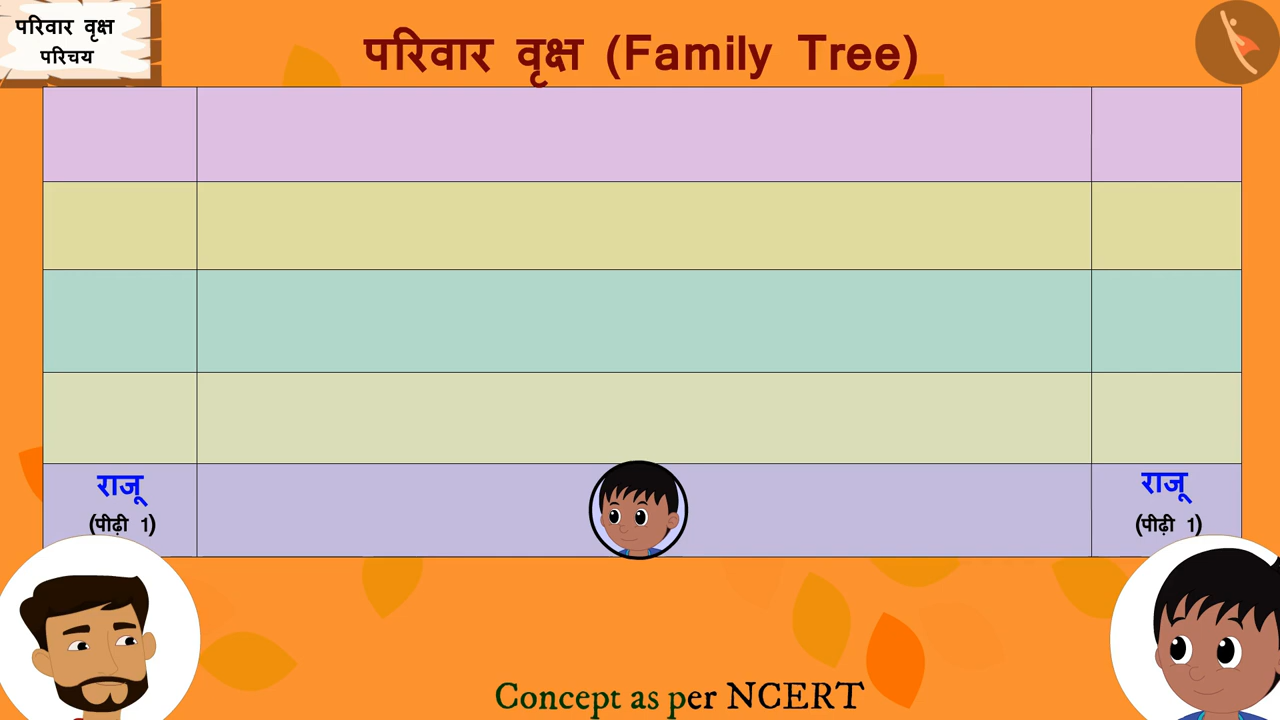 परिवार वृक्ष
परिचय
परिवार वृक्ष (Family Tree)
राजू
(पीढ़ी 1)
राजू
(पीढ़ी 1)
Concept as per NCERT